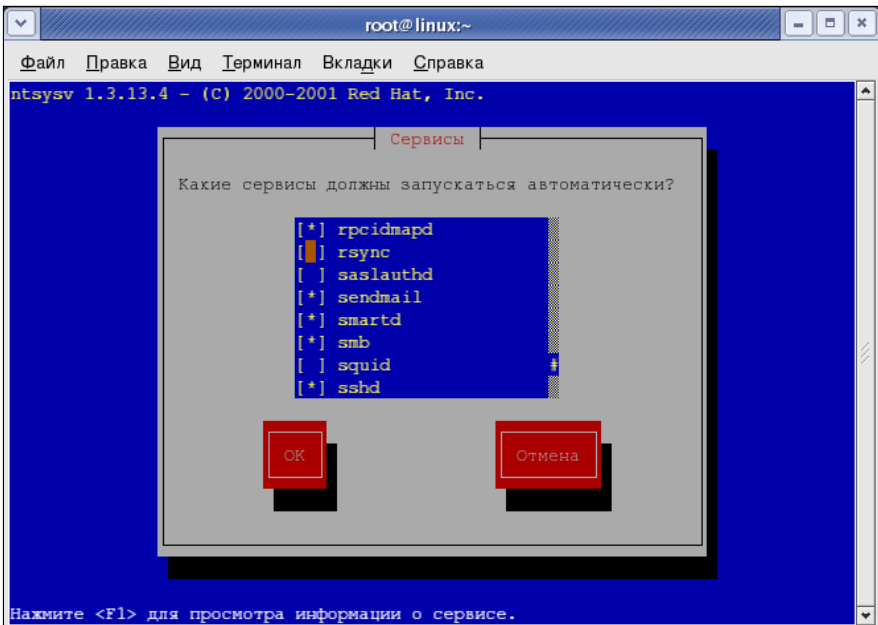 root@linux:~
Файл Правка Вид Терминал Вкладки Справка
ntsysv 1.3.13.4 - (C) 2000-2001 Red Hat, Inc.
Сервисы
Какие сервисы должны запускаться автоматически?
[*] rpcidmapd
[ ] rsync
[ ] saslauthd
[*] sendmail
[*] smartd
[*] smb
[ ] squid #
[*] sshd
OK Отмена
Нажмите <F1> для просмотра информации о сервисе.